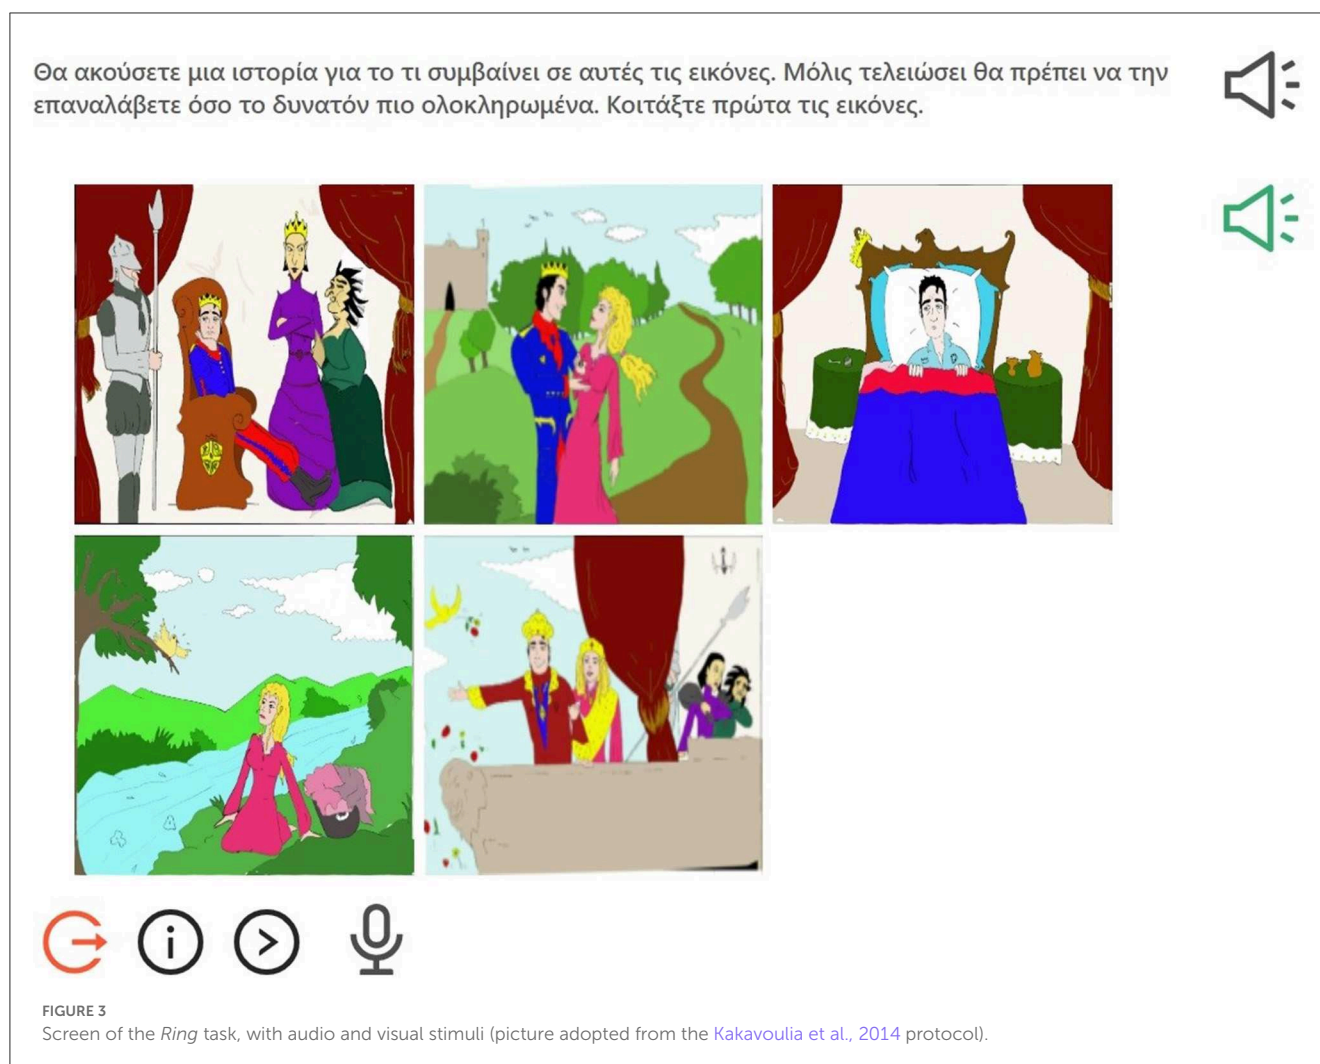 Θα ακούσετε μια ιστορία για το τι συμβαίνει σε αυτές τις εικόνες. Μόλις τελειώσει θα πρέπει να την
επαναλάβετε όσο το δυνατόν πιο ολοκληρωμένα. Κοιτάξτε πρώτα τις εικόνες.
FIGURE 3
Screen of the Ring task, with audio and visual stimuli (picture adopted from the Kakavoulia et al., 2014 protocol).